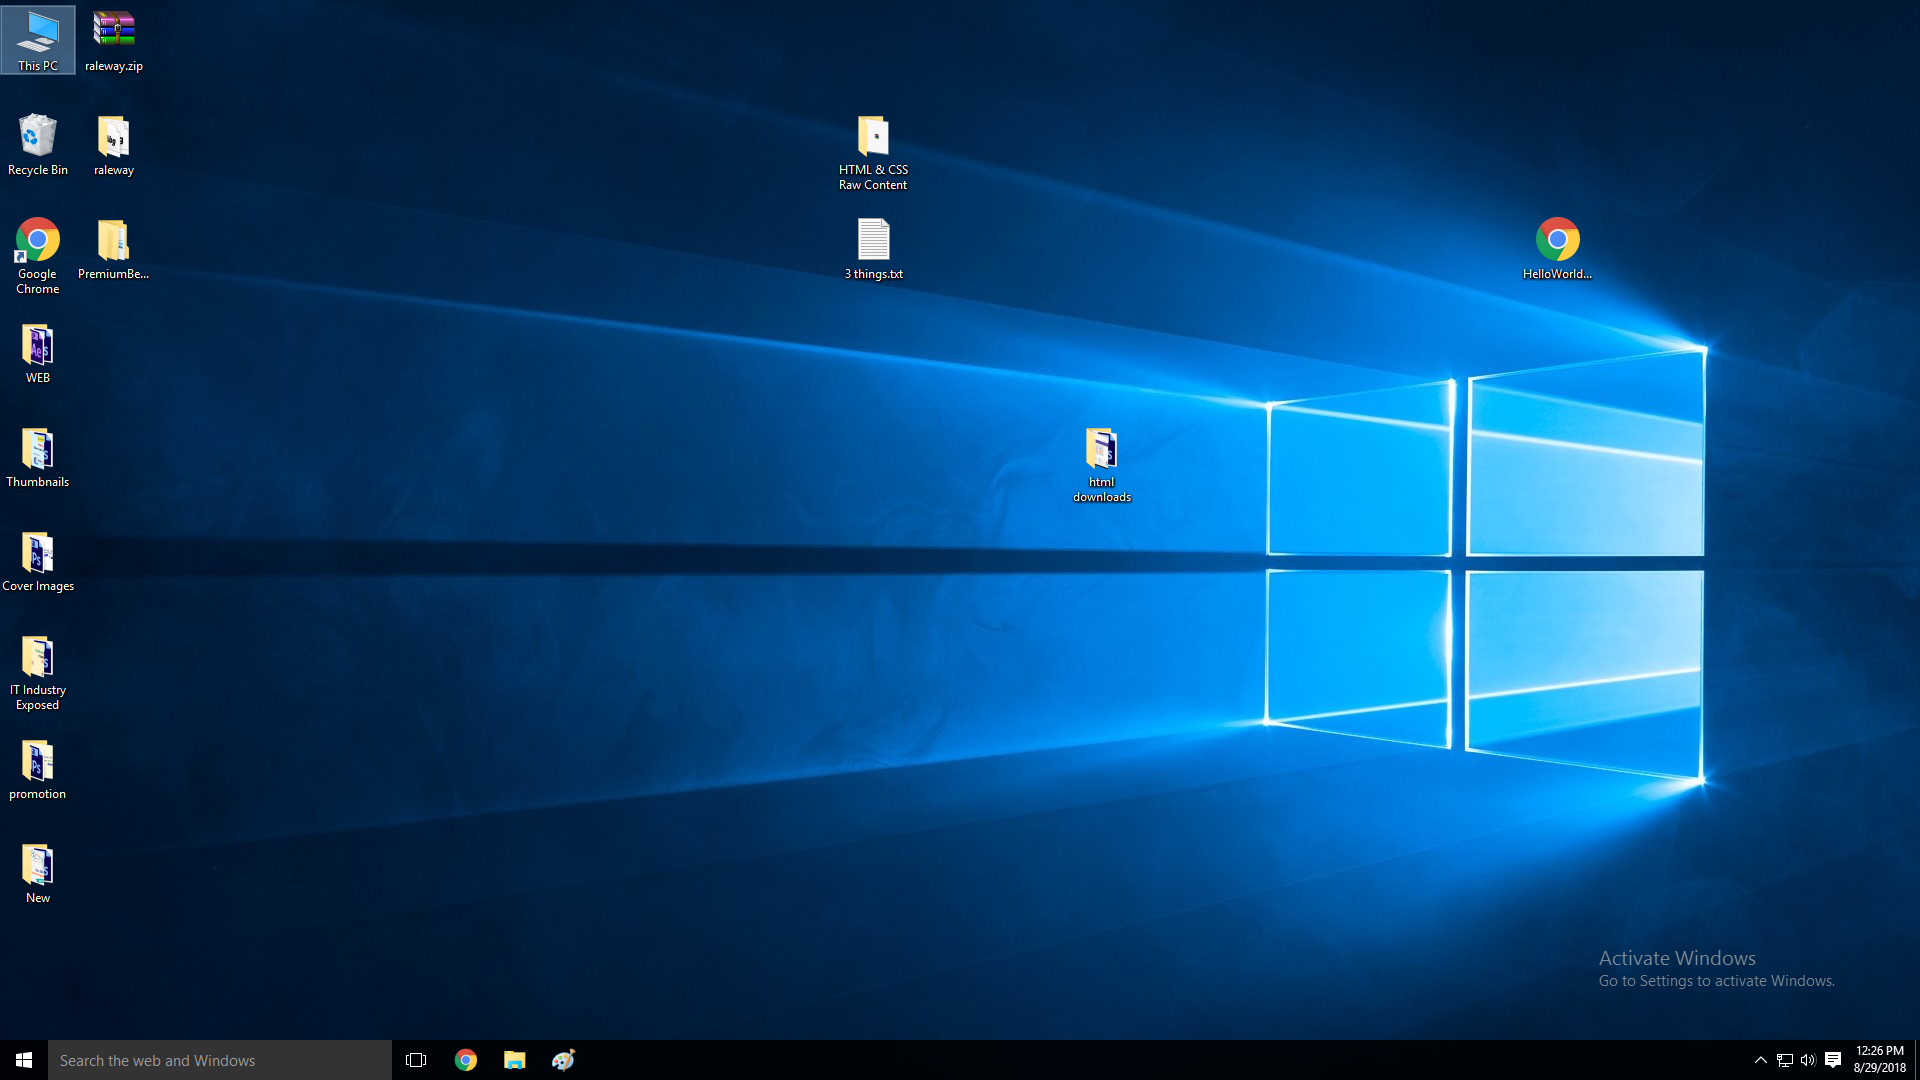 This PC
raleway.zip
Recycle Bin
raleway
HTML & CSS
Raw Content
Google
Chrome
PremiumBe...
3 things.txt
HelloWorld...
WEB
Thumbnails
html
downloads
Cover Images
IT Industry
Exposed
promotion
New
Activate Windows
Go to Settings to activate Windows.
Search the web and Windows
12:26 PM
8/29/2018